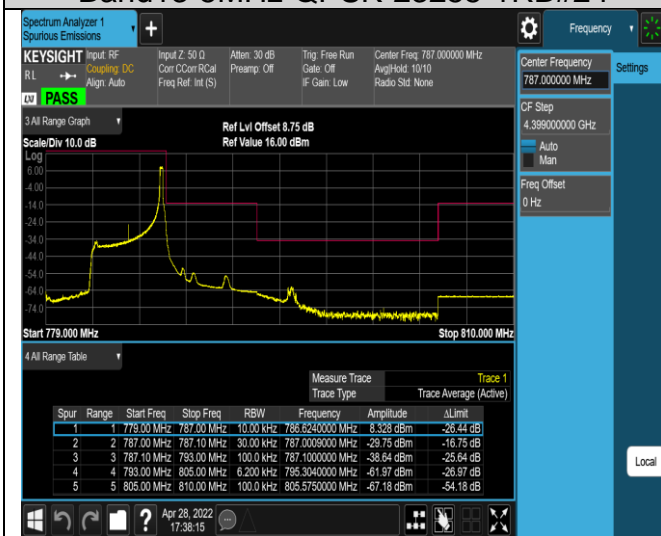 Band13-5MHz-QPSK-23255-1RB#24
Spectrum Analyzer 1
Spurious Emissions
Frequency
KEYSIGHT
Input: RF
Input Z: 50 Ω
Atten: 30 dB
Trig: Free Run
Center Freq: 787.000000 MHz
RL
Coupling: DC
Corr CCorr RCal
Preamp: Off
Gate: Off
Avg|Hold: 10/10
Align: Auto
Freq Ref: Int (S)
IF Gain: Low
Radio Std: None
LXI
PASS
Center Frequency
787.000000 MHz
Settings
CF Step
4.399000000 GHz
Auto
Man
Freq Offset
0 Hz
3 All Range Graph
Ref Lvl Offset 8.75 dB
Scale/Div 10.0 dB
Ref Value 16.00 dBm
Log
6.00
-4.00
-14.0
-24.0
-34.0
-44.0
-54.0
-64.0
-74.0
Start 779.000 MHz
Stop 810.000 MHz
4 All Range Table
Measure Trace Trace 1
Trace Type Trace Average (Active)
Spur Range Start Freq Stop Freq RBW Frequency Amplitude ΔLimit
1 1 779.00 MHz 787.00 MHz 10.00 kHz 786.6240000 MHz 8.328 dBm -26.44 dB
2 2 787.00 MHz 787.10 MHz 30.00 kHz 787.0009000 MHz -29.75 dBm -16.75 dB
3 3 787.10 MHz 793.00 MHz 100.0 kHz 787.1000000 MHz -38.64 dBm -25.64 dB
4 4 793.00 MHz 805.00 MHz 6.200 kHz 795.3040000 MHz -61.97 dBm -26.97 dB
5 5 805.00 MHz 810.00 MHz 100.0 kHz 805.5750000 MHz -67.18 dBm -54.18 dB
Local
Apr 28, 2022
17:38:15